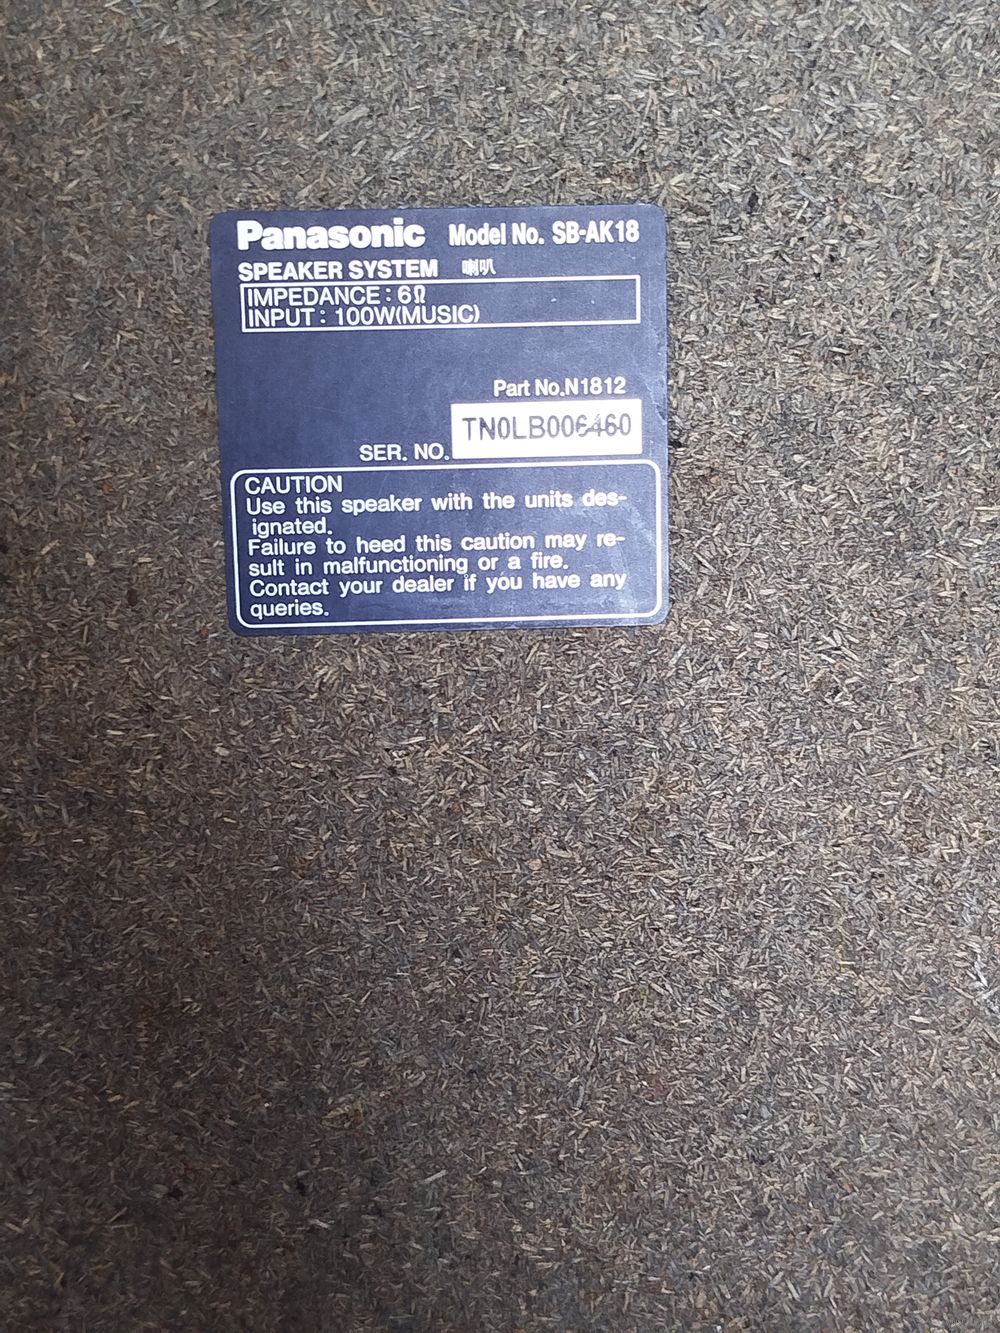 Panasonic Model No. SB-AK18
SPEAKER SYSTEM 喇叭
IMPEDANCE : 6Ω
INPUT : 100W(MUSIC)
Part No.N1812
SER. NO. TN0LB006460
CAUTION
Use this speaker with the units des-
ignated.
Failure to heed this caution may re-
sult in malfunctioning or a fire.
Contact your dealer if you have any
queries.